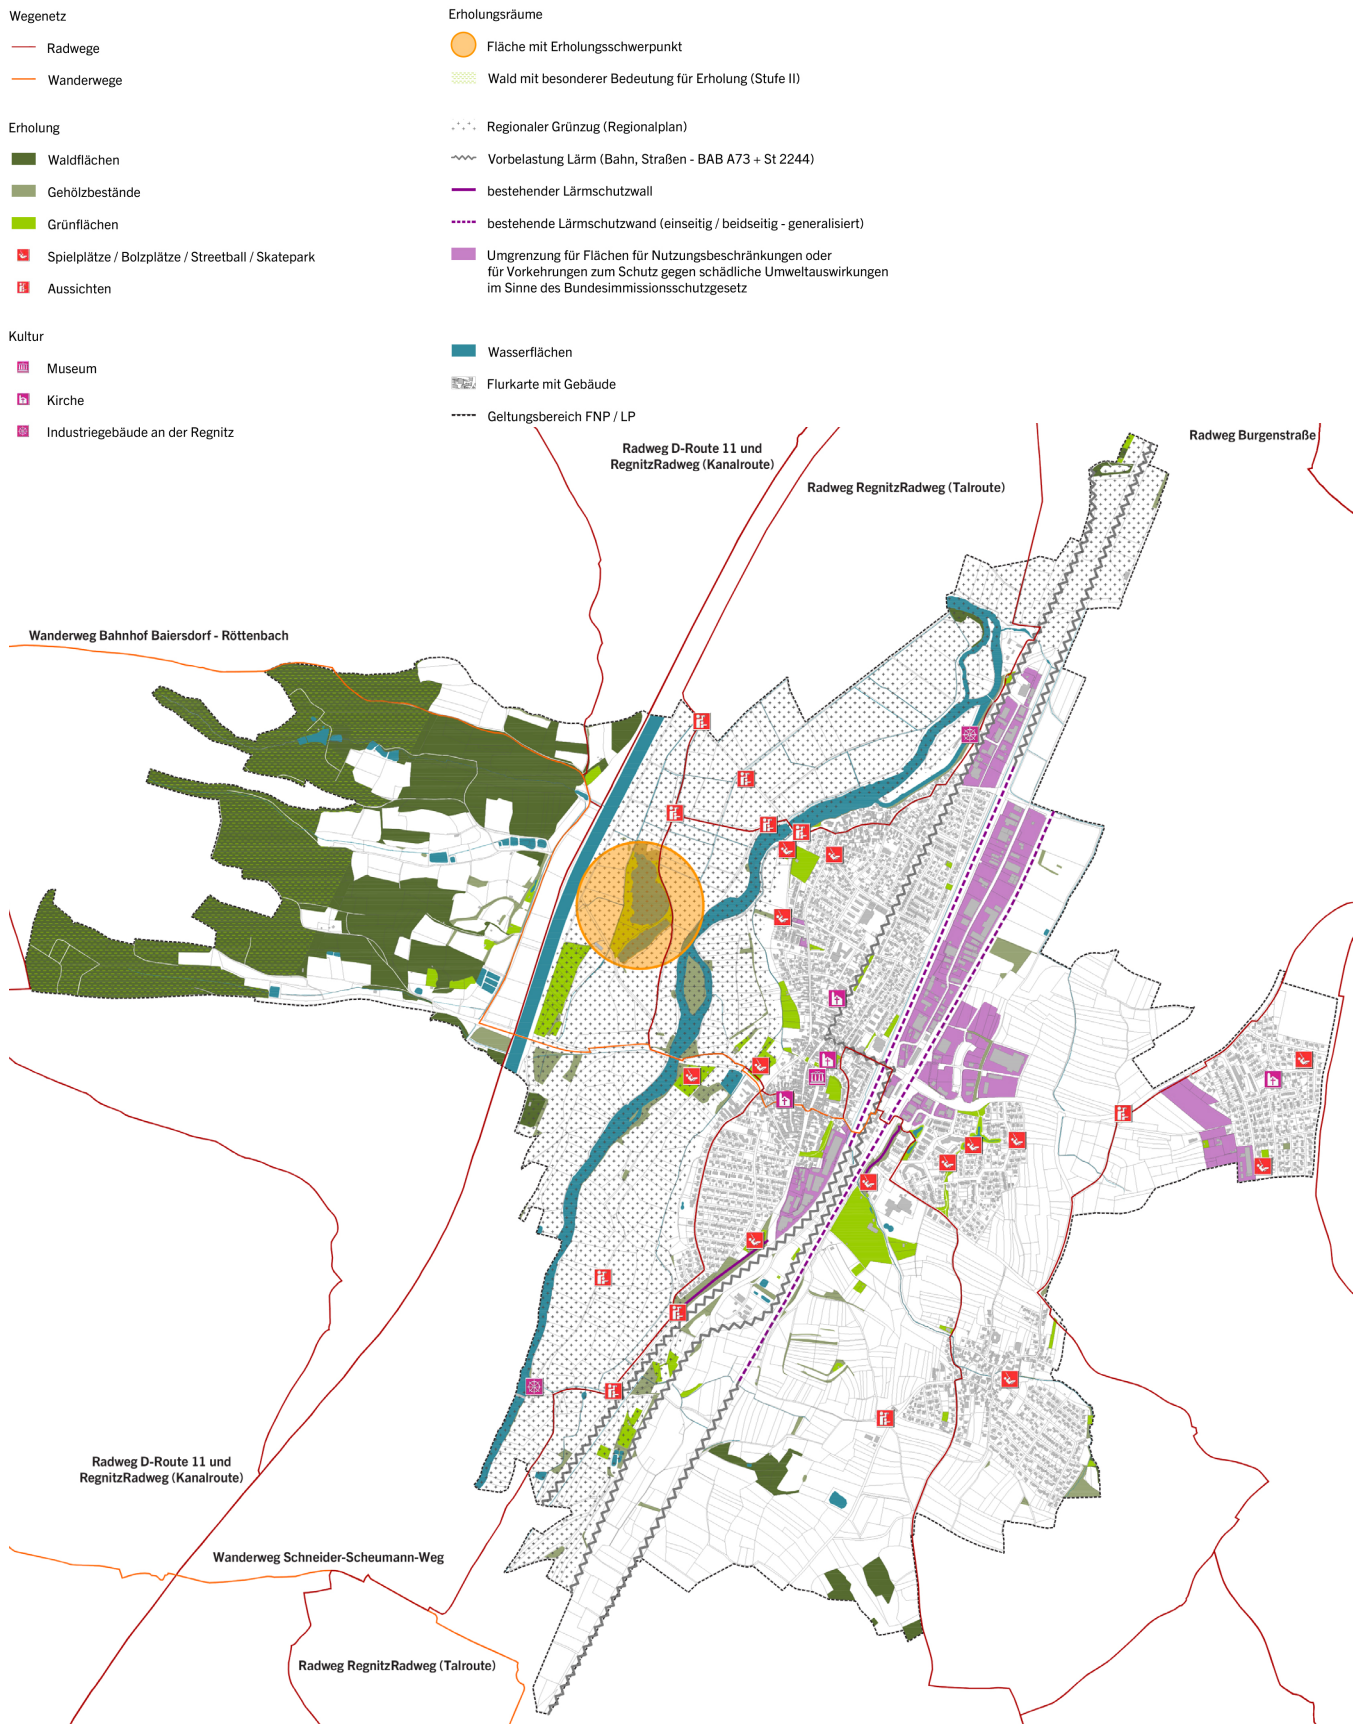 Wegenetz
Radwege
Wanderwege
Erholung
Waldflächen
Gehölzbestände
Grünflächen
Spielplätze / Bolzplätze / Streetball / Skatepark
Aussichten
Kultur
Museum
Kirche
Industriegebäude an der Regnitz
Erholungsräume
Fläche mit Erholungsschwerpunkt
Wald mit besonderer Bedeutung für Erholung (Stufe II)
Regionaler Grünzug (Regionalplan)
Vorbelastung Lärm (Bahn, Straßen - BAB A73 + St 2244)
bestehender Lärmschutzwall
bestehende Lärmschutzwand (einseitig / beidseitig - generalisiert)
Umgrenzung für Flächen für Nutzungsbeschränkungen oder
für Vorkehrungen zum Schutz gegen schädliche Umweltauswirkungen
im Sinne des Bundesimmissionsschutzgesetz
Wasserflächen
Flurkarte mit Gebäude
Geltungsbereich FNP / LP
Radweg D-Route 11 und
RegnitzRadweg (Kanalroute)
Radweg Burgenstraße
Radweg RegnitzRadweg (Talroute)
Wanderweg Bahnhof Baiersdorf - Röttenbach
Radweg D-Route 11 und
RegnitzRadweg (Kanalroute)
Wanderweg Schneider-Scheumann-Weg
Radweg RegnitzRadweg (Talroute)